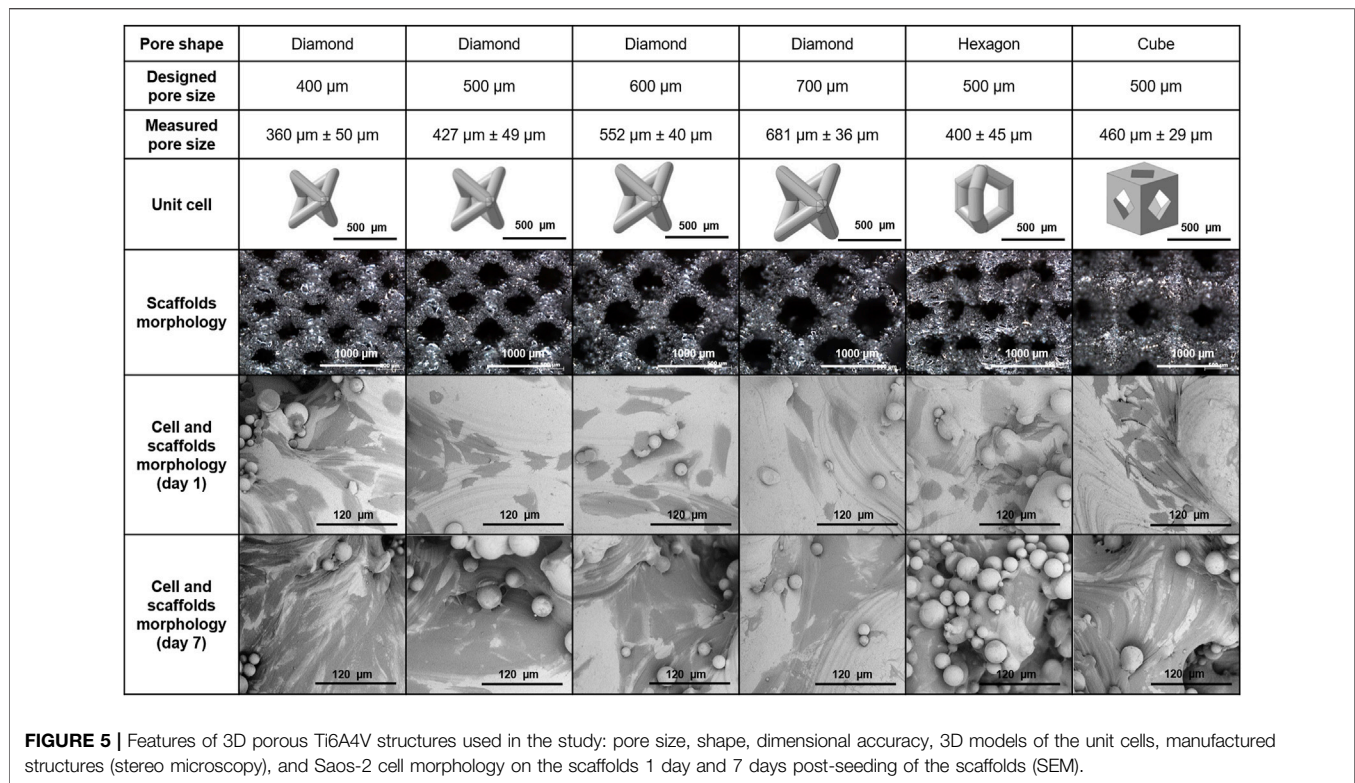 Pore shape Diamond Diamond Diamond Diamond Hexagon Cube
Designed
pore size 400 µm 500 µm 600 µm 700 µm 500 µm 500 µm
Measured
pore size 360 µm ± 50 µm 427 µm ± 49 µm 552 µm ± 40 µm 681 µm ± 36 µm 400 ± 45 µm 460 µm ± 29 µm
Unit cell 500 µm 500 µm 500 µm 500 µm 500 µm 500 µm
Scaffolds
morphology 1000 µm 1000 µm 1000 µm 1000 µm 1000 µm 1000 µm
Cell and
scaffolds
morphology
(day 1) 120 µm 120 µm 120 µm 120 µm 120 µm 120 µm
Cell and
scaffolds
morphology
(day 7) 120 µm 120 µm 120 µm 120 µm 120 µm 120 µm
FIGURE 5 | Features of 3D porous Ti6A4V structures used in the study: pore size, shape, dimensional accuracy, 3D models of the unit cells, manufactured
structures (stereo microscopy), and Saos-2 cell morphology on the scaffolds 1 day and 7 days post-seeding of the scaffolds (SEM).